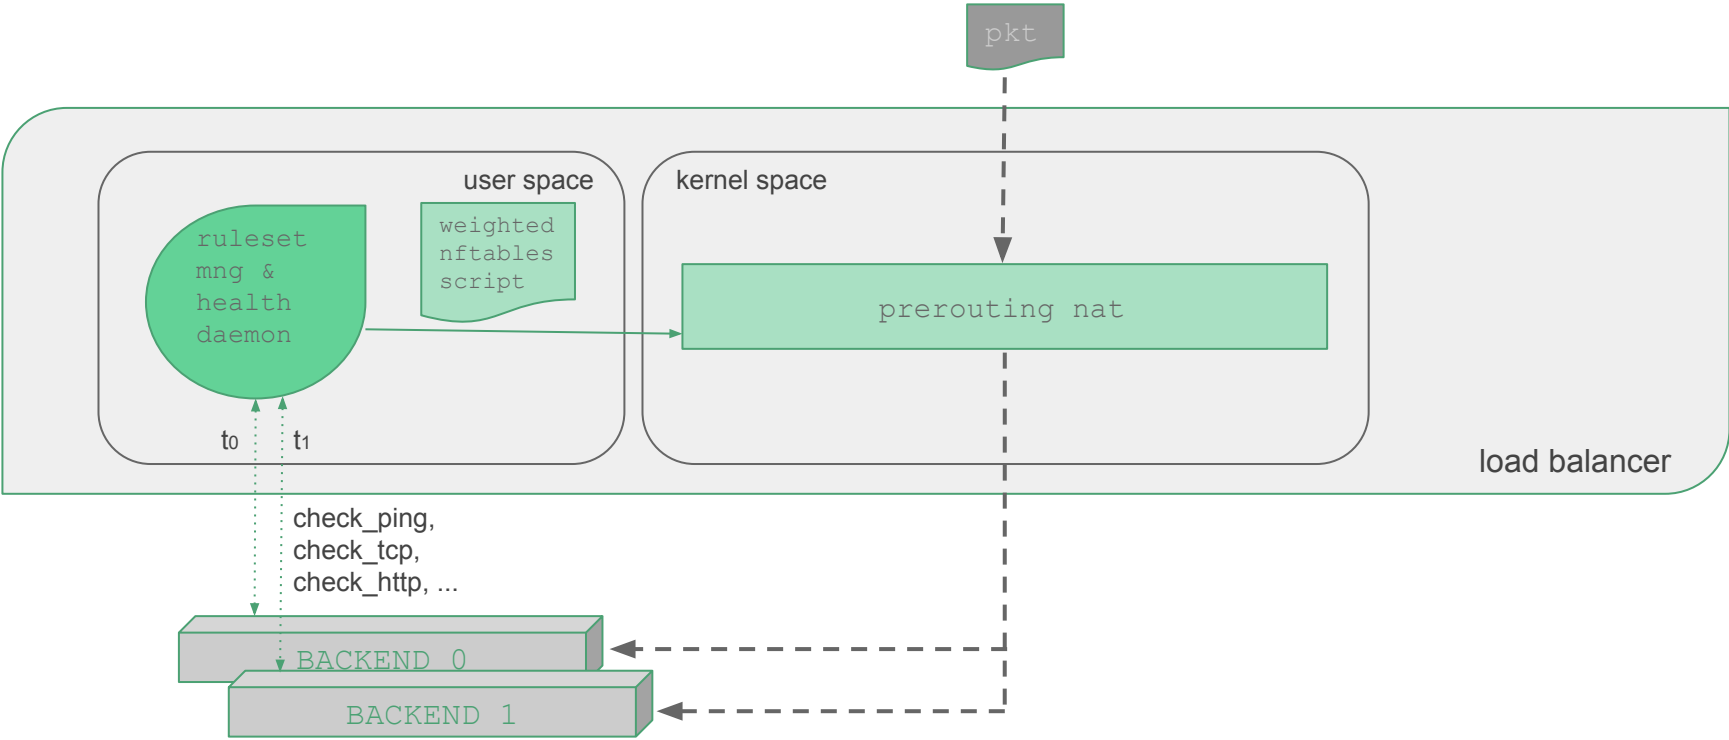 pkt
user space
kernel space
ruleset
mng &
health
daemon
weighted
nftables
script
prerouting nat
t0
t1
load balancer
check_ping,
check_tcp,
check_http, ...
BACKEND 0
BACKEND 1